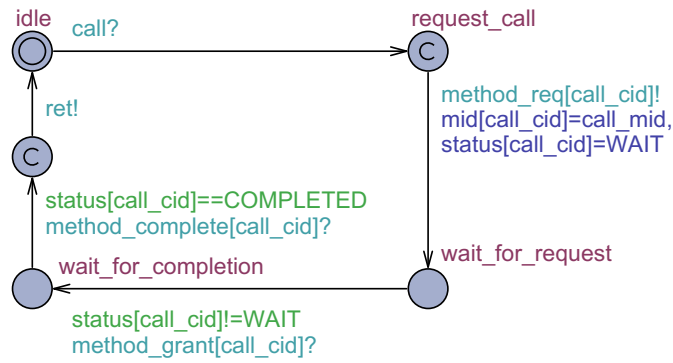 idle
call?
request_call
C
method_req[call_cid]!
mid[call_cid]=call_mid,
status[call_cid]=WAIT
ret!
C
status[call_cid]==COMPLETED
method_complete[call_cid]?
wait_for_completion
wait_for_request
status[call_cid]!=WAIT
method_grant[call_cid]?